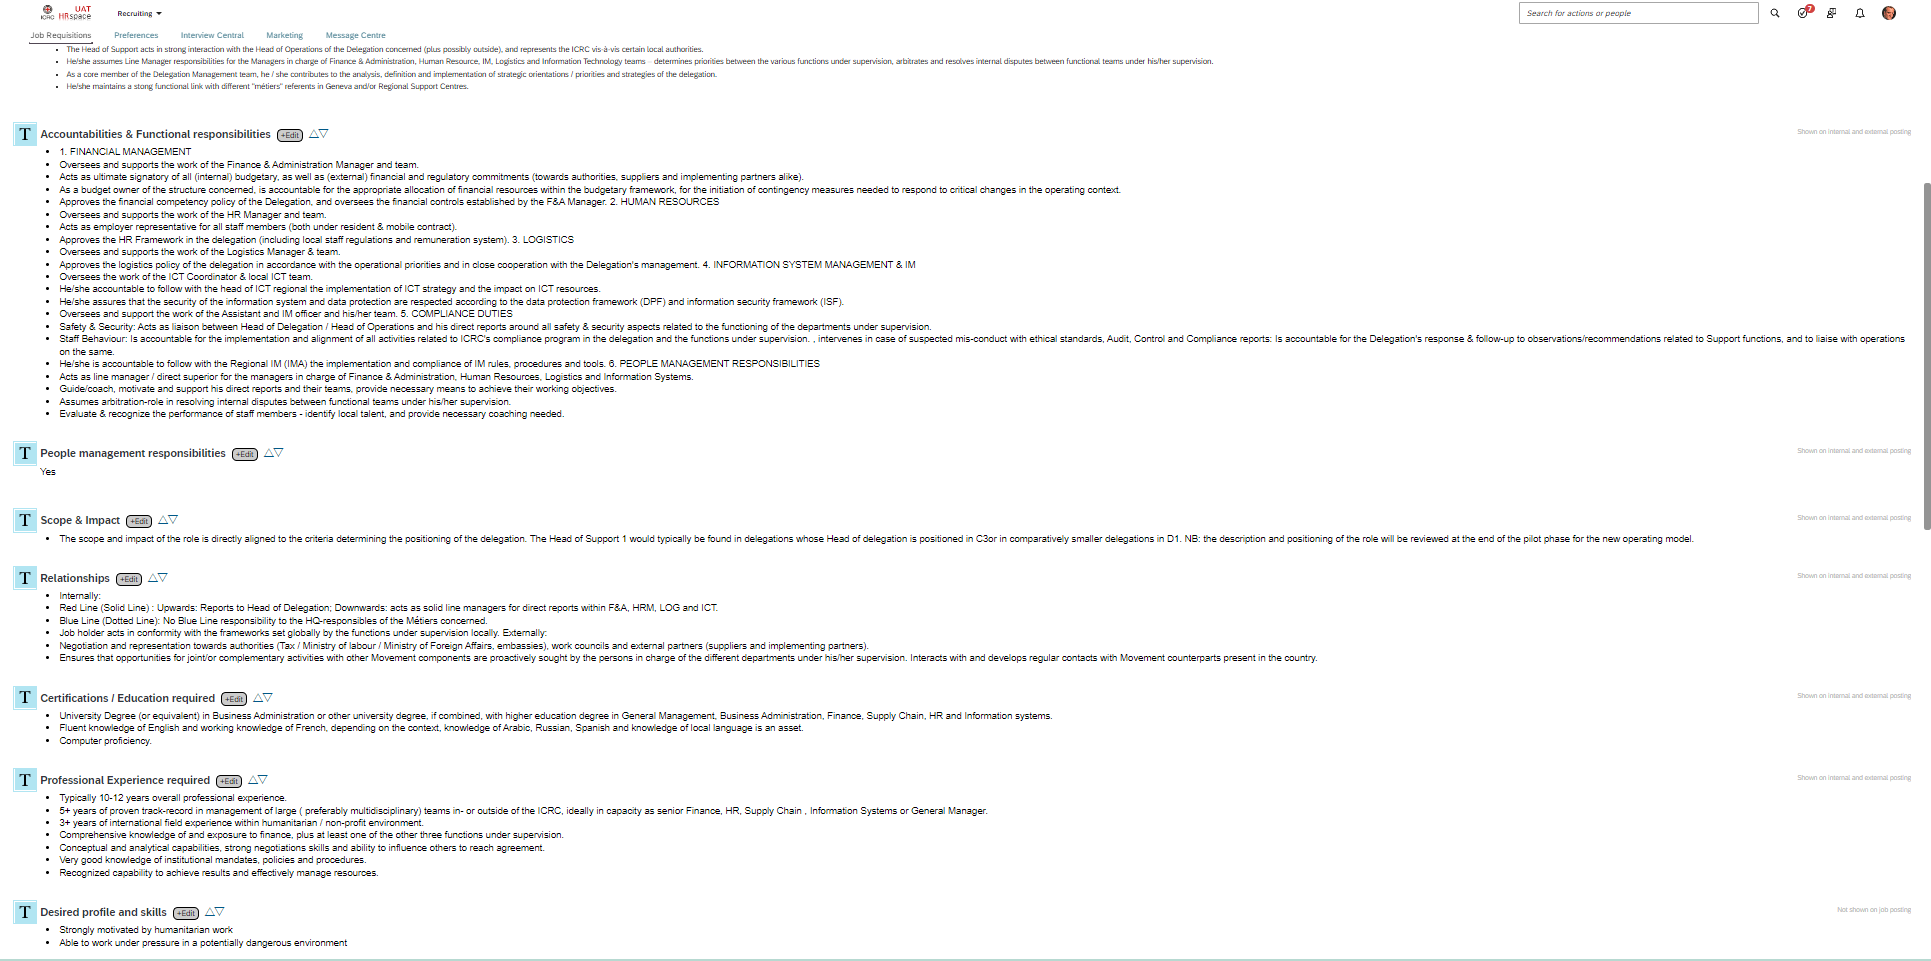 ICRC
UAT
HRspace
Recruiting
Search for actions or people
7
Job Requisitions
Preferences
Interview Central
Marketing
Message Centre
The Head of Support acts in strong interaction with the Head of Operations of the Delegation concerned (plus possibly outside), and represents the ICRC vis-à-vis certain local authorities.
He/she assumes Line Manager responsibilities for the Managers in charge of Finance & Administration, Human Resource, IM, Logistics and Information Technology teams - determines priorities between the various functions under supervision, arbitrates and resolves internal disputes between functional teams under his/her supervision.
As a core member of the Delegation Management team, he / she contributes to the analysis, definition and implementation of strategic orientations / priorities and strategies of the delegation.
He/she maintains a stong functional link with different "métiers" referents in Geneva and/or Regional Support Centres.
T Accountabilities & Functional responsibilities +Edit
Shown on internal and external posting
1. FINANCIAL MANAGEMENT
Oversees and supports the work of the Finance & Administration Manager and team.
Acts as ultimate signatory of all (internal) budgetary, as well as (external) financial and regulatory commitments (towards authorities, suppliers and implementing partners alike).
As a budget owner of the structure concerned, is accountable for the appropriate allocation of financial resources within the budgetary framework, for the initiation of contingency measures needed to respond to critical changes in the operating context.
Approves the financial competency policy of the Delegation, and oversees the financial controls established by the F&A Manager. 2. HUMAN RESOURCES
Oversees and supports the work of the HR Manager and team.
Acts as employer representative for all staff members (both under resident & mobile contract).
Approves the HR Framework in the delegation (including local staff regulations and remuneration system). 3. LOGISTICS
Oversees and supports the work of the Logistics Manager & team.
Approves the logistics policy of the delegation in accordance with the operational priorities and in close cooperation with the Delegation's management. 4. INFORMATION SYSTEM MANAGEMENT & IM
Oversees the work of the ICT Coordinator & local ICT team.
He/she accountable to follow with the head of ICT regional the implementation of ICT strategy and the impact on ICT resources.
He/she assures that the security of the information system and data protection are respected according to the data protection framework (DPF) and information security framework (ISF).
Oversees and support the work of the Assistant and IM officer and his/her team. 5. COMPLIANCE DUTIES
Safety & Security: Acts as liaison between Head of Delegation / Head of Operations and his direct reports around all safety & security aspects related to the functioning of the departments under supervision.
Staff Behaviour: Is accountable for the implementation and alignment of all activities related to ICRC's compliance program in the delegation and the functions under supervision. , intervenes in case of suspected mis-conduct with ethical standards, Audit, Control and Compliance reports: Is accountable for the Delegation's response & follow-up to observations/recommendations related to Support functions, and to liaise with operations
on the same.
He/she is accountable to follow with the Regional IM (IMA) the implementation and compliance of IM rules, procedures and tools. 6. PEOPLE MANAGEMENT RESPONSIBILITIES
Acts as line manager / direct superior for the managers in charge of Finance & Administration, Human Resources, Logistics and Information Systems.
Guide/coach, motivate and support his direct reports and their teams, provide necessary means to achieve their working objectives.
Assumes arbitration-role in resolving internal disputes between functional teams under his/her supervision.
Evaluate & recognize the performance of staff members - identify local talent, and provide necessary coaching needed.
T People management responsibilities +Edit
Shown on internal and external posting
Yes
T Scope & Impact +Edit
Shown on internal and external posting
The scope and impact of the role is directly aligned to the criteria determining the positioning of the delegation. The Head of Support 1 would typically be found in delegations whose Head of delegation is positioned in C3or in comparatively smaller delegations in D1. NB: the description and positioning of the role will be reviewed at the end of the pilot phase for the new operating model.
T Relationships +Edit
Shown on internal and external posting
Internally:
Red Line (Solid Line) : Upwards: Reports to Head of Delegation; Downwards: acts as solid line managers for direct reports within F&A, HRM, LOG and ICT.
Blue Line (Dotted Line): No Blue Line responsibility to the HQ-responsibles of the Métiers concerned.
Job holder acts in conformity with the frameworks set globally by the functions under supervision locally. Externally:
Negotiation and representation towards authorities (Tax / Ministry of labour / Ministry of Foreign Affairs, embassies), work councils and external partners (suppliers and implementing partners).
Ensures that opportunities for joint/or complementary activities with other Movement components are proactively sought by the persons in charge of the different departments under his/her supervision. Interacts with and develops regular contacts with Movement counterparts present in the country.
T Certifications / Education required +Edit
Shown on internal and external posting
University Degree (or equivalent) in Business Administration or other university degree, if combined, with higher education degree in General Management, Business Administration, Finance, Supply Chain, HR and Information systems.
Fluent knowledge of English and working knowledge of French, depending on the context, knowledge of Arabic, Russian, Spanish and knowledge of local language is an asset.
Computer proficiency.
T Professional Experience required +Edit
Shown on internal and external posting
Typically 10-12 years overall professional experience.
5+ years of proven track-record in management of large ( preferably multidisciplinary) teams in- or outside of the ICRC, ideally in capacity as senior Finance, HR, Supply Chain , Information Systems or General Manager.
3+ years of international field experience within humanitarian / non-profit environment.
Comprehensive knowledge of and exposure to finance, plus at least one of the other three functions under supervision.
Conceptual and analytical capabilities, strong negotiations skills and ability to influence others to reach agreement.
Very good knowledge of institutional mandates, policies and procedures.
Recognized capability to achieve results and effectively manage resources.
T Desired profile and skills +Edit
Not shown on job posting
Strongly motivated by humanitarian work
Able to work under pressure in a potentially dangerous environment